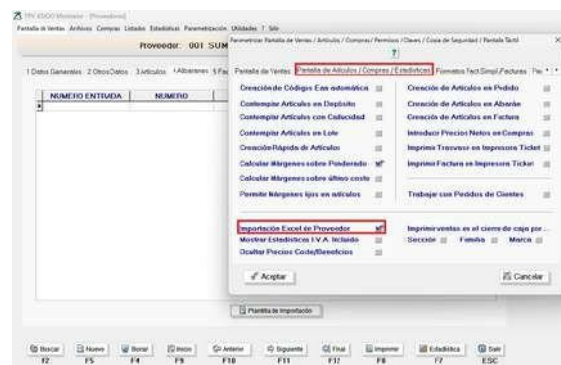 TPV ASOD Minorista - [Proveedores]
Pantalla de Ventas Archivos Compras Listados Estadísticas Parametrización Utilidades ? Salir
Proveedor: 001 SUM
1 Datos Generales 2 Otros Datos 3 Artículos 4 Albaranes 5 Fa
NUMERO ENTRADA NUMERO
Parametrizar Pantalla de Ventas / Artículos / Compras / Permisos / Claves / Copia de Seguridad / Pantalla Táctil
?
Pantalla de Ventas Pantalla de Artículos / Compras / Estadísticas Formatos Fact.Simpl./Facturas
Creación de Códigos Ean automática
Contemplar Artículos en Depósito
Contemplar Artículos con Caducidad
Contemplar Artículos en Lote
Creación Rápida de Artículos
Calcular Márgenes sobre Ponderado
Calcular Márgenes sobre último costo
Permitir Márgenes fijos en artículos
Creación de Artículos en Pedido
Creación de Artículos en Albarán
Creación de Artículos en Factura
Introducir Precios Netos en Compras
Imprimir Trasvase en Impresora Ticket
Imprimir Factura en Impresora Ticket
Trabajar con Pedidos de Clientes
Importación Excel de Proveedor
Mostrar Estadísticas I.V.A. Incluido
Ocultar Precios Coste/Beneficios
Imprimir ventas en el cierre de caja por ...
Sección Familia Marca
Aceptar
Cancelar
Plantilla de Importación
Buscar Nuevo Borrar Inicio Anterior Siguiente Final Imprimir Estadística Salir
F2 F5 F4 F9 F10 F11 F12 F8 F7 ESC